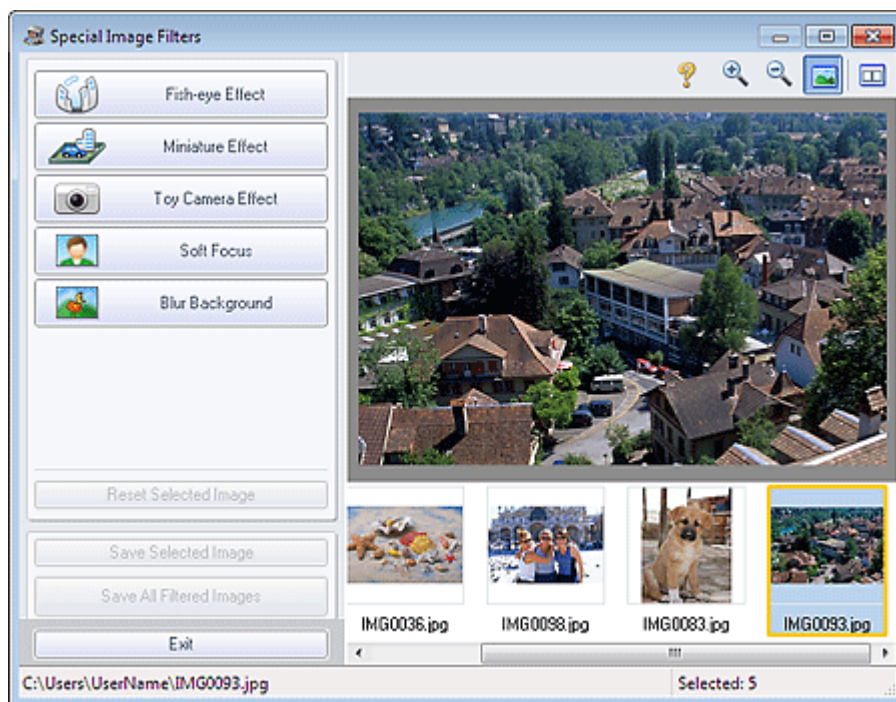 Special Image Filters
Fish-eye Effect
Miniature Effect
Toy Camera Effect
Soft Focus
Blur Background
Reset Selected Image
Save Selected Image
Save All Filtered Images
Exit
IMG0036.jpg
IMG0098.jpg
IMG0083.jpg
IMG0093.jpg
C:\Users\UserName\IMG0093.jpg
Selected: 5